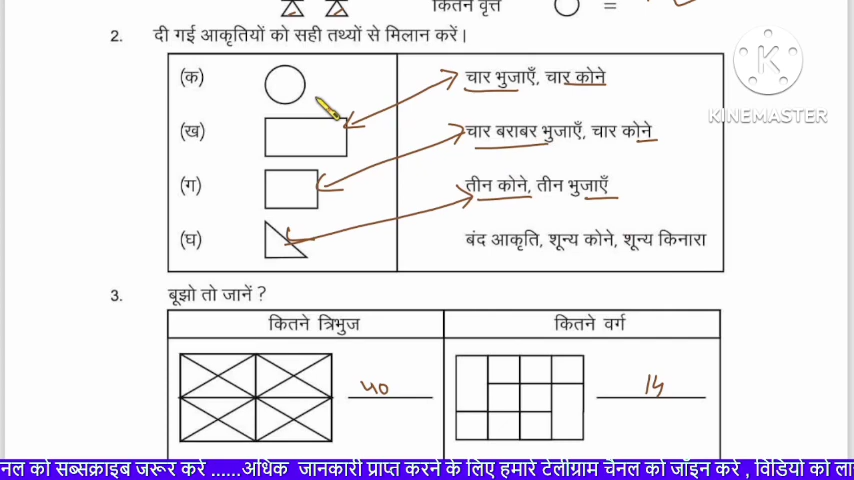 कितने वृत्त =
2. दी गई आकृतियों को सही तथ्यों से मिलान करें।
(क) चार भुजाएँ, चार कोने
(ख) चार बराबर भुजाएँ, चार कोने
(ग) तीन कोने, तीन भुजाएँ
(घ) बंद आकृति, शून्य कोने, शून्य किनारा
KINEMASTER
3. बूझो तो जानें ?
कितने त्रिभुज कितने वर्ग
40
नल को सब्सक्राइब जरूर करे ......अधिक जानकारी प्राप्त करने के लिए हमारे टेलीग्राम चैनल को जॉइन करे , विडियो को ला